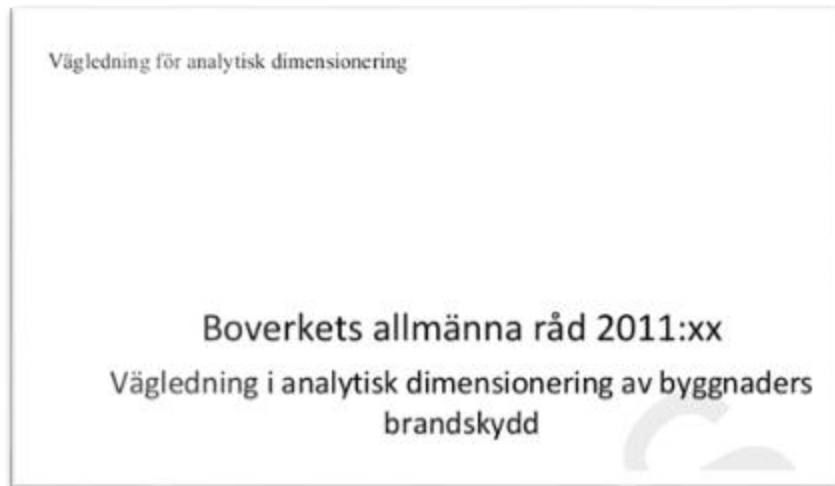 Vägledning för analytisk dimensionering
Boverkets allmänna råd 2011:xx
Vägledning i analytisk dimensionering av byggnaders
brandskydd